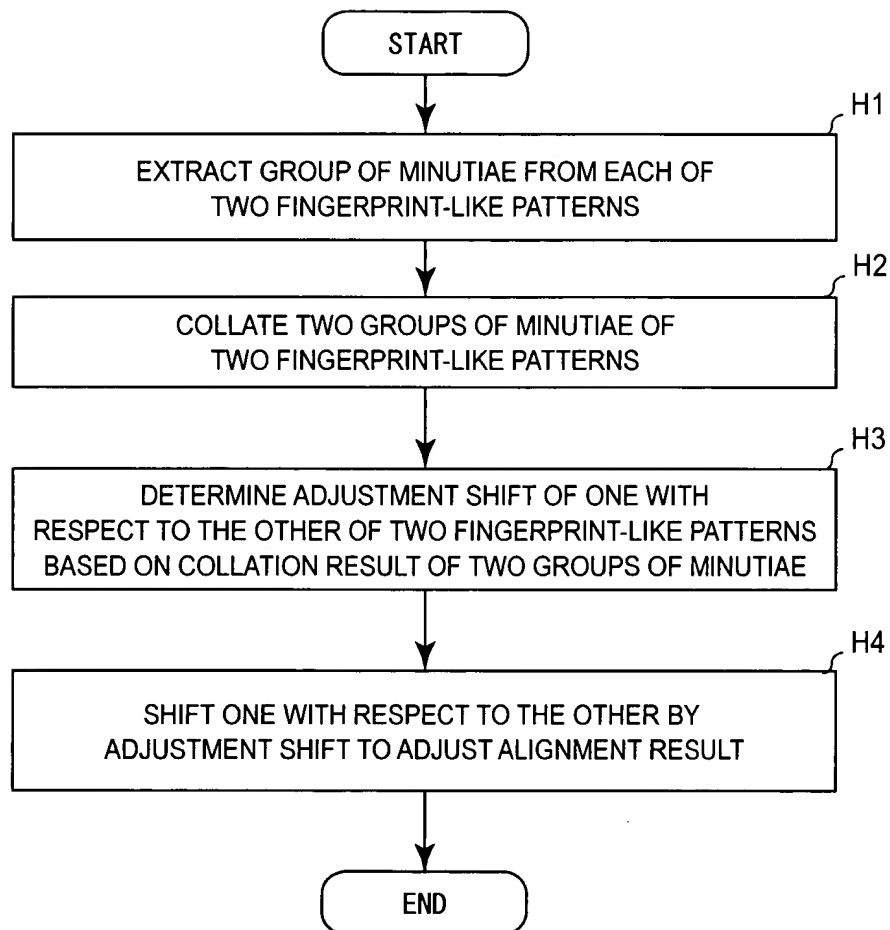 START
H1
EXTRACT GROUP OF MINUTIAE FROM EACH OF
TWO FINGERPRINT-LIKE PATTERNS
H2
COLLATE TWO GROUPS OF MINUTIAE OF
TWO FINGERPRINT-LIKE PATTERNS
H3
DETERMINE ADJUSTMENT SHIFT OF ONE WITH
RESPECT TO THE OTHER OF TWO FINGERPRINT-LIKE PATTERNS
BASED ON COLLATION RESULT OF TWO GROUPS OF MINUTIAE
H4
SHIFT ONE WITH RESPECT TO THE OTHER BY
ADJUSTMENT SHIFT TO ADJUST ALIGNMENT RESULT
END